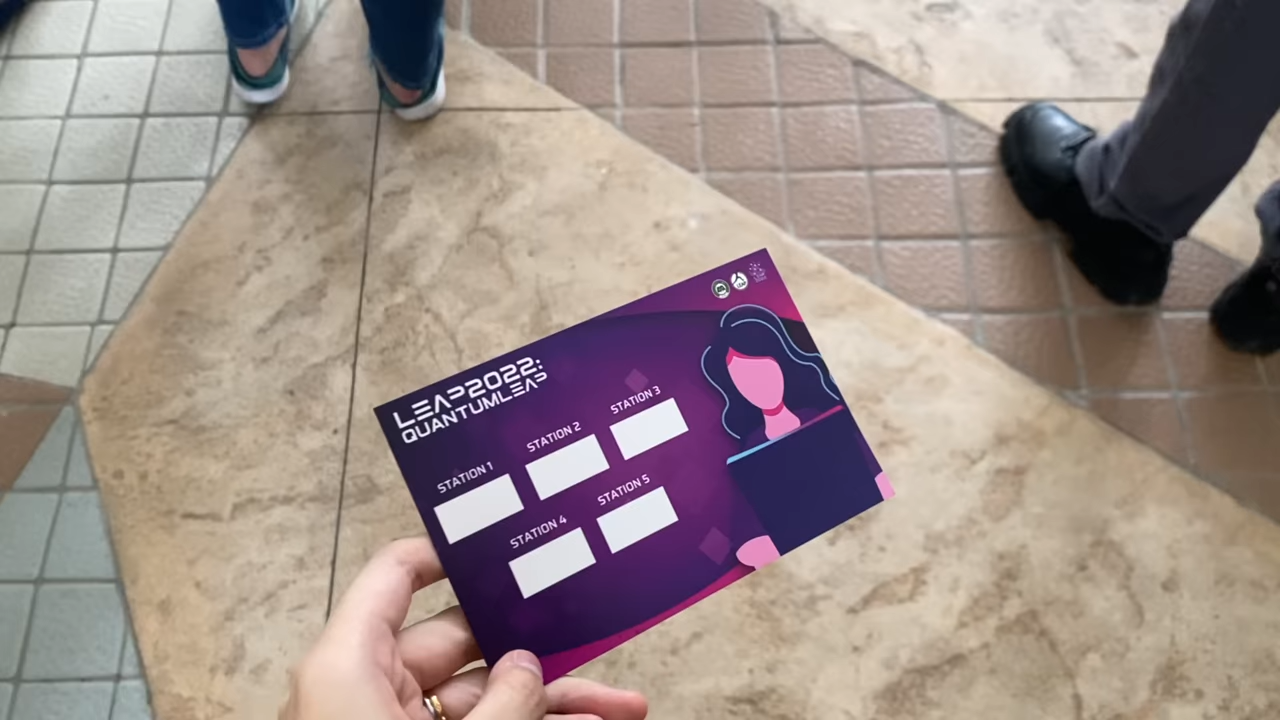 LEAP2022:
QUANTUMLEAP
STATION 1
STATION 2
STATION 3
STATION 4
STATION 5